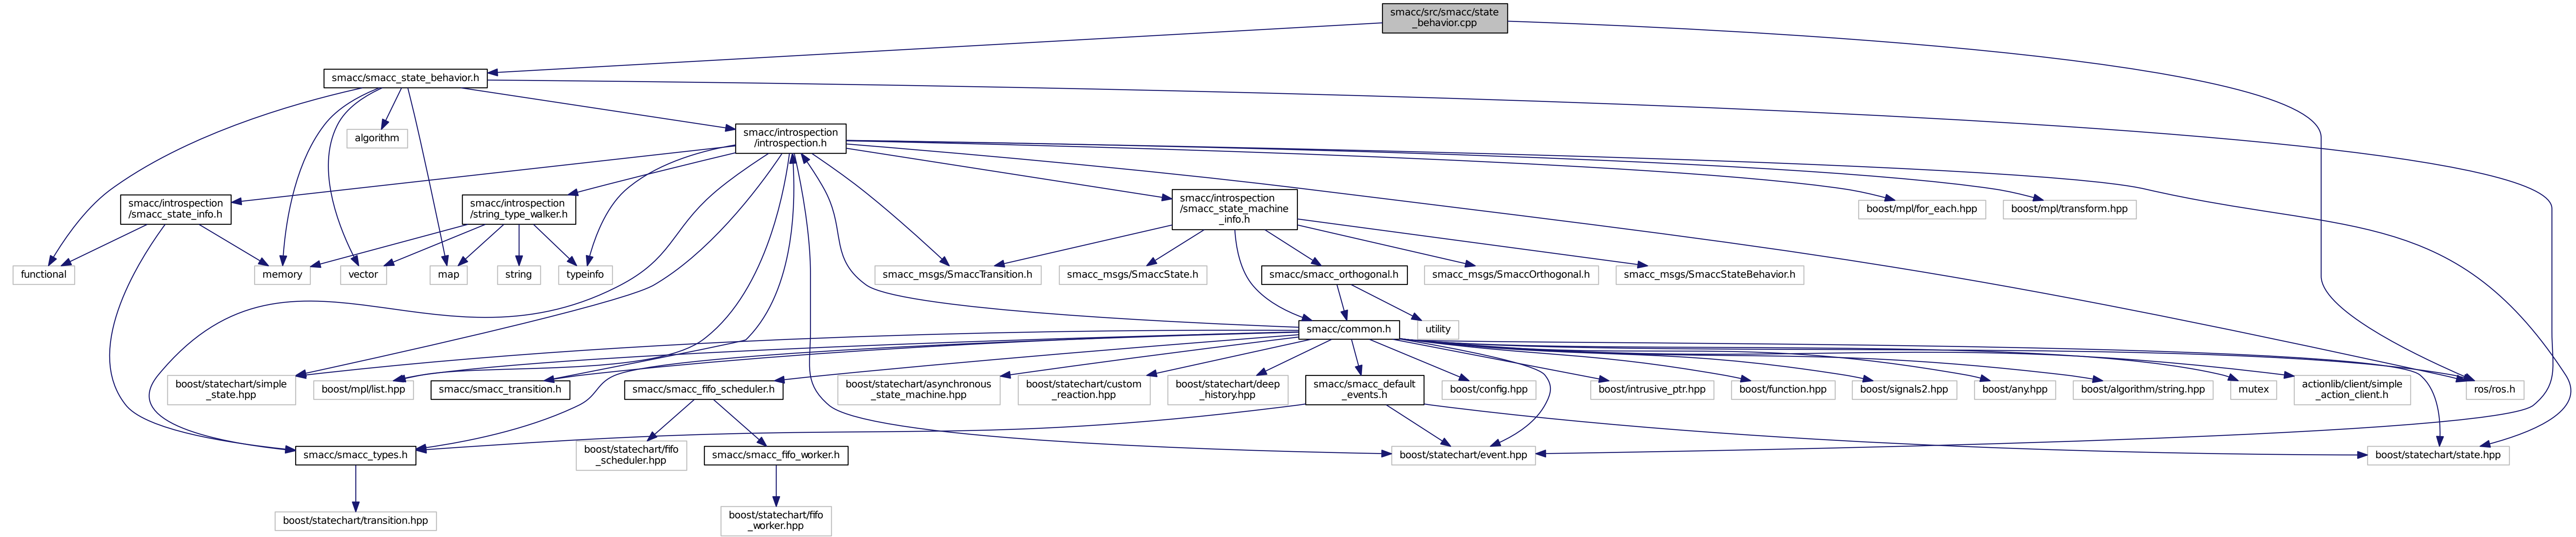 smacc/src/smacc/state
_behavior.cpp
smacc/smacc_state_behavior.h
algorithm
smacc/introspection
/introspection.h
smacc/introspection
/smacc_state_info.h
smacc/introspection
/string_type_walker.h
smacc/introspection
/smacc_state_machine
_info.h
boost/mpl/for_each.hpp
boost/mpl/transform.hpp
functional
memory
vector
map
string
typeinfo
smacc_msgs/SmaccTransition.h
smacc_msgs/SmaccState.h
smacc/smacc_orthogonal.h
smacc_msgs/SmaccOrthogonal.h
smacc_msgs/SmaccStateBehavior.h
smacc/common.h
utility
boost/statechart/simple
_state.hpp
boost/mpl/list.hpp
smacc/smacc_transition.h
smacc/smacc_fifo_scheduler.h
boost/statechart/asynchronous
_state_machine.hpp
boost/statechart/custom
_reaction.hpp
boost/statechart/deep
_history.hpp
smacc/smacc_default
_events.h
boost/config.hpp
boost/intrusive_ptr.hpp
boost/function.hpp
boost/signals2.hpp
boost/any.hpp
boost/algorithm/string.hpp
mutex
actionlib/client/simple
_action_client.h
ros/ros.h
smacc/smacc_types.h
boost/statechart/fifo
_scheduler.hpp
smacc/smacc_fifo_worker.h
boost/statechart/event.hpp
boost/statechart/state.hpp
boost/statechart/transition.hpp
boost/statechart/fifo
_worker.hpp